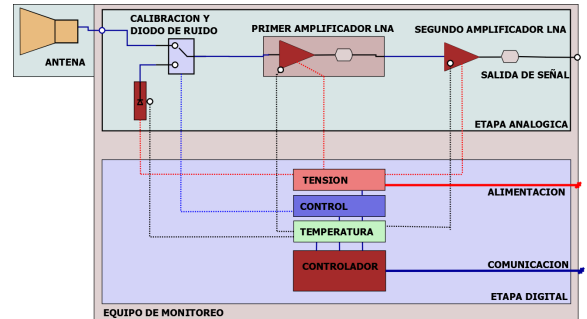 CALIBRACION Y
DIODO DE RUIDO
PRIMER AMPLIFICADOR LNA
SEGUNDO AMPLIFICADOR LNA
ANTENA
SALIDA DE SEÑAL
ETAPA ANALOGICA
TENSION
ALIMENTACION
CONTROL
TEMPERATURA
CONTROLADOR
COMUNICACION
ETAPA DIGITAL
EQUIPO DE MONITOREO